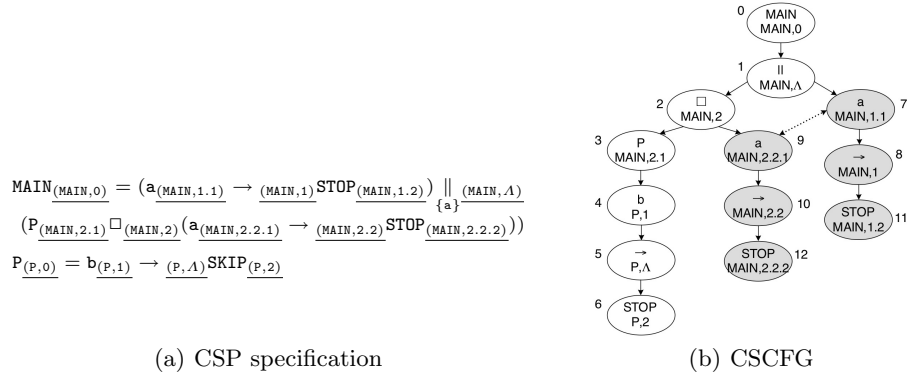 MAIN(MAIN,0) = (a(MAIN,1.1) → (MAIN,1)STOP(MAIN,1.2)) ‖{a} (MAIN,Λ)
(P(MAIN,2.1)□(MAIN,2)(a(MAIN,2.2.1) → (MAIN,2.2)STOP(MAIN,2.2.2)))
P(P,0) = b(P,1) → (P,Λ)SKIP(P,2)
(a) CSP specification
0
MAIN
MAIN,0
1
||
MAIN,Λ
2
□
MAIN,2
a
MAIN,1.1
7
3
P
MAIN,2.1
a
MAIN,2.2.1
9
→
MAIN,1
8
4
b
P,1
→
MAIN,2.2
10
STOP
MAIN,1.2
11
5
→
P,Λ
STOP
MAIN,2.2.2
12
6
STOP
P,2
(b) CSCFG